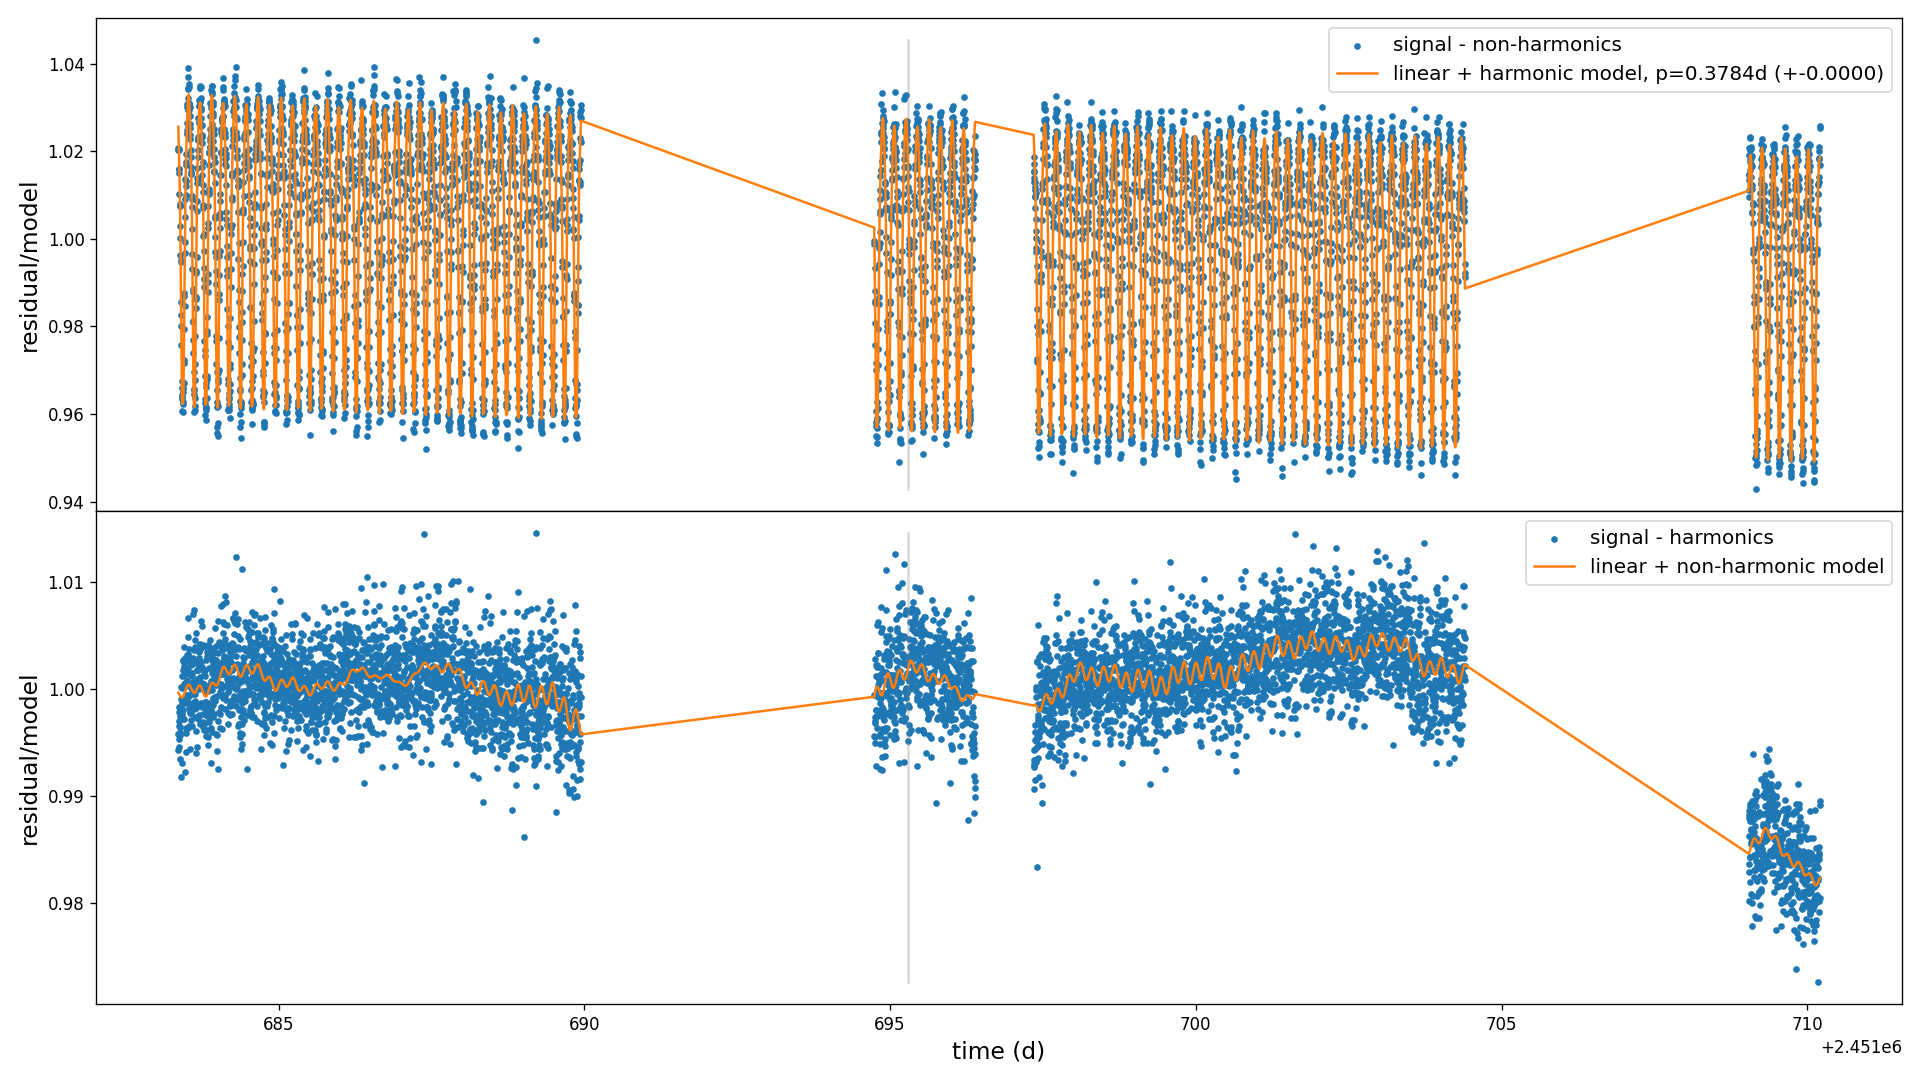 signal - non-harmonics
linear + harmonic model, p=0.3784d (+-0.0000)
1.04
1.02
1.00
0.98
0.96
0.94
residual/model
signal - harmonics
linear + non-harmonic model
1.01
1.00
0.99
0.98
residual/model
685
690
695
700
705
710
time (d)
+2.451e6